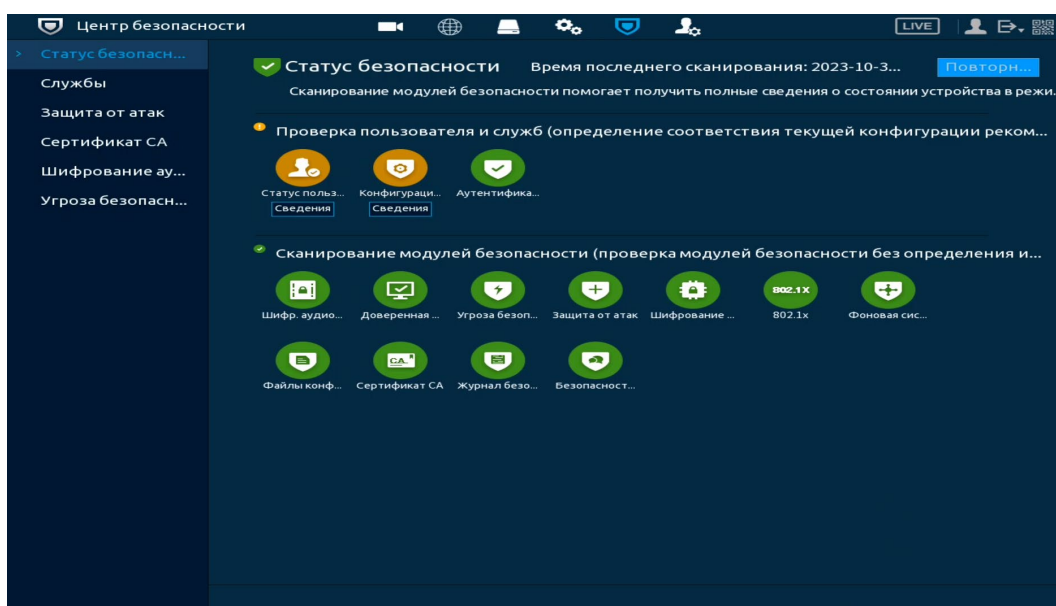 Центр безопасности
LIVE
Статус безопасн...
Службы
Защита от атак
Сертификат CA
Шифрование ау...
Угроза безопасн...
Статус безопасности
Время последнего сканирования: 2023-10-3...
Повторн...
Сканирование модулей безопасности помогает получить полные сведения о состоянии устройства в режи.
Проверка пользователя и служб (определение соответствия текущей конфигурации реком...
Статус польз... Конфигураци... Аутентифика...
Сведения Сведения
Сканирование модулей безопасности (проверка модулей безопасности без определения и...
802.1X
Шифр. аудио... Доверенная ... Угроза безоп... Защита от атак Шифрование ... 802.1x Фоновая сис...
CA
Файлы конф... Сертификат CA Журнал безо... Безопасност...